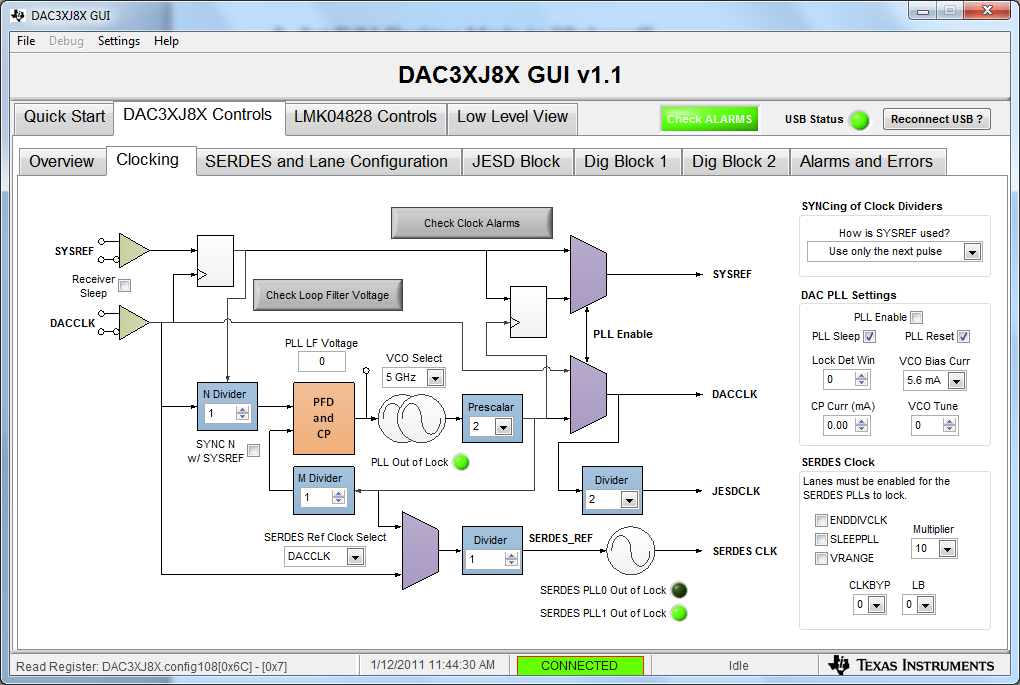 DAC3XJ8X GUI
File Debug Settings Help
DAC3XJ8X GUI v1.1
Quick Start DAC3XJ8X Controls LMK04828 Controls Low Level View Check ALARMS USB Status Reconnect USB ?
Overview Clocking SERDES and Lane Configuration JESD Block Dig Block 1 Dig Block 2 Alarms and Errors
SYSREF
Receiver
Sleep
DACCLK
Check Clock Alarms
Check Loop Filter Voltage
PLL LF Voltage
0
VCO Select
5 GHz
N Divider
1
SYNC N
w/ SYSREF
PFD
and
CP
Prescalar
2
PLL Out of Lock
M Divider
1
SERDES Ref Clock Select
DACCLK
Divider
1
SERDES_REF
SYSREF
PLL Enable
DACCLK
Divider
2
JESDCLK
SERDES CLK
SERDES PLL0 Out of Lock
SERDES PLL1 Out of Lock
SYNCing of Clock Dividers
How is SYSREF used?
Use only the next pulse
DAC PLL Settings
PLL Enable
PLL Sleep PLL Reset
Lock Det Win VCO Bias Curr
0 5.6 mA
CP Curr (mA) VCO Tune
0.00 0
SERDES Clock
Lanes must be enabled for the
SERDES PLLs to lock.
ENDDIVCLK
SLEEPPLL
VRANGE
Multiplier
10
CLKBYP LB
0 0
Read Register: DAC3XJ8X.config108[0x6C] - [0x7] 1/12/2011 11:44:30 AM CONNECTED Idle TEXAS INSTRUMENTS